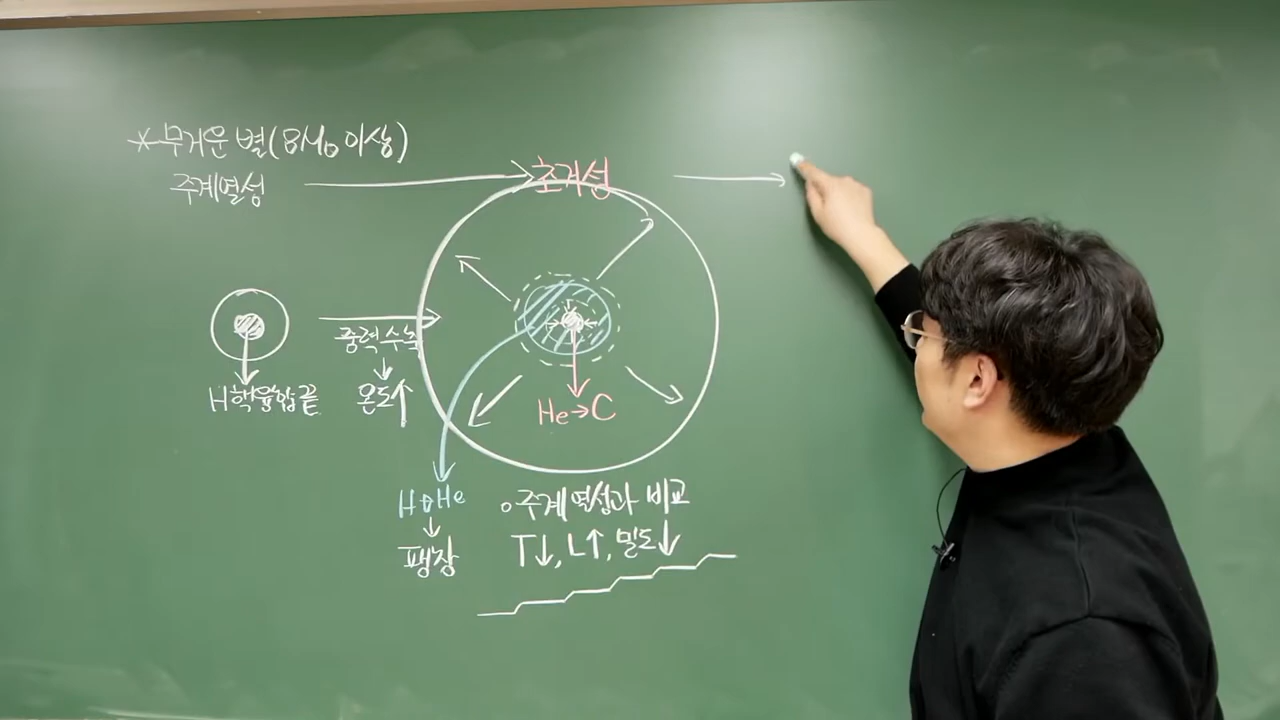 *무거운 별(8M⊙이상)
주계열성
초거성
중력수축
↓
온도↑
H핵융합끝
He→C
H→He
↓
팽창
○주계열성과 비교
T↓, L↑, 밀도↓